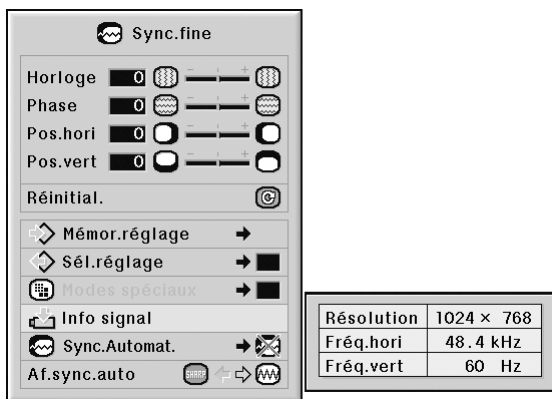 Sync.fine
Horloge 0 - +
Phase 0 - +
Pos.hori 0 - +
Pos.vert 0 - +
Réinitial.
Mémor.réglage
Sél.réglage
Modes spéciaux
Info signal
Sync.Automat.
Af.sync.auto SHARP
Résolution 1024 × 768
Fréq.hori 48.4 kHz
Fréq.vert 60 Hz